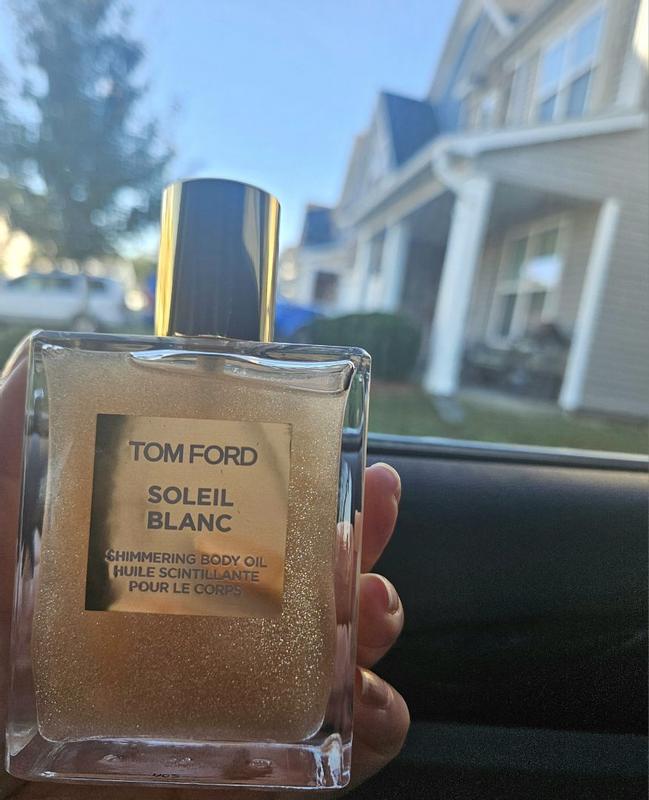 TOM FORD
SOLEIL
BLANC
SHIMMERING BODY OIL
HUILE SCINTILLANTE
POUR LE CORPS